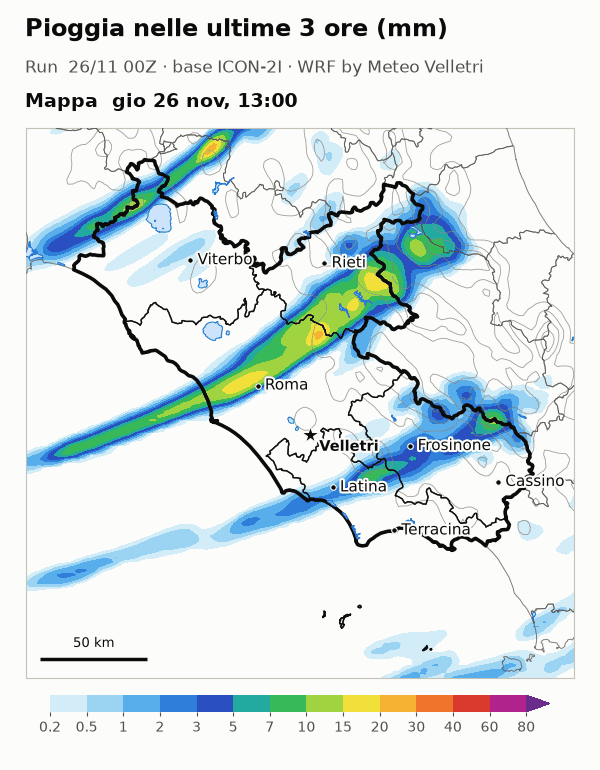 Pioggia nelle ultime 3 ore (mm)
Run 26/11 00Z · base ICON-2I · WRF by Meteo Velletri
Mappa gio 26 nov, 13:00
Viterbo
Rieti
Roma
Velletri
Frosinone
Latina
Cassino
Terracina
50 km
0.2 0.5 1 2 3 5 7 10 15 20 30 40 60 80